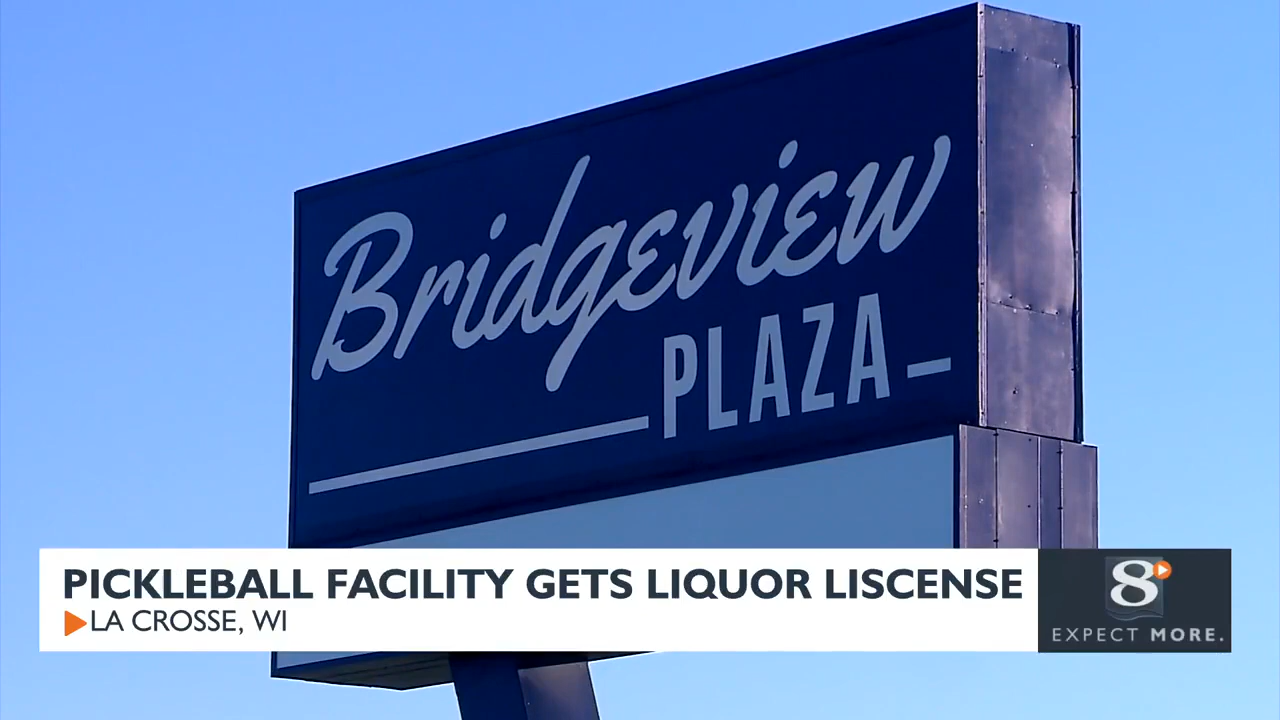 Bridgeview
PLAZA
PICKLEBALL FACILITY GETS LIQUOR LISCENSE
LA CROSSE, WI
8
EXPECT MORE.